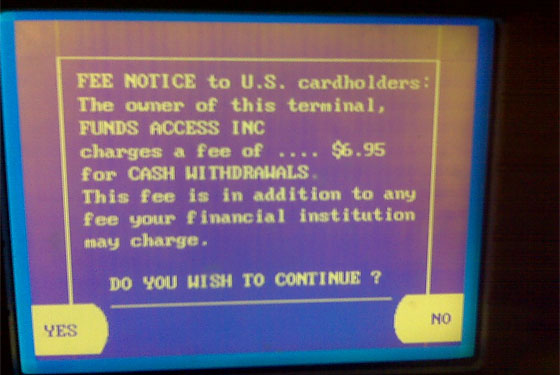 FEE NOTICE to U.S. cardholders:
The owner of this terminal,
FUNDS ACCESS INC
charges a fee of .... $6.95
for CASH WITHDRAWALS.
This fee is in addition to any
fee your financial institution
may charge.
DO YOU WISH TO CONTINUE ?
YES
NO